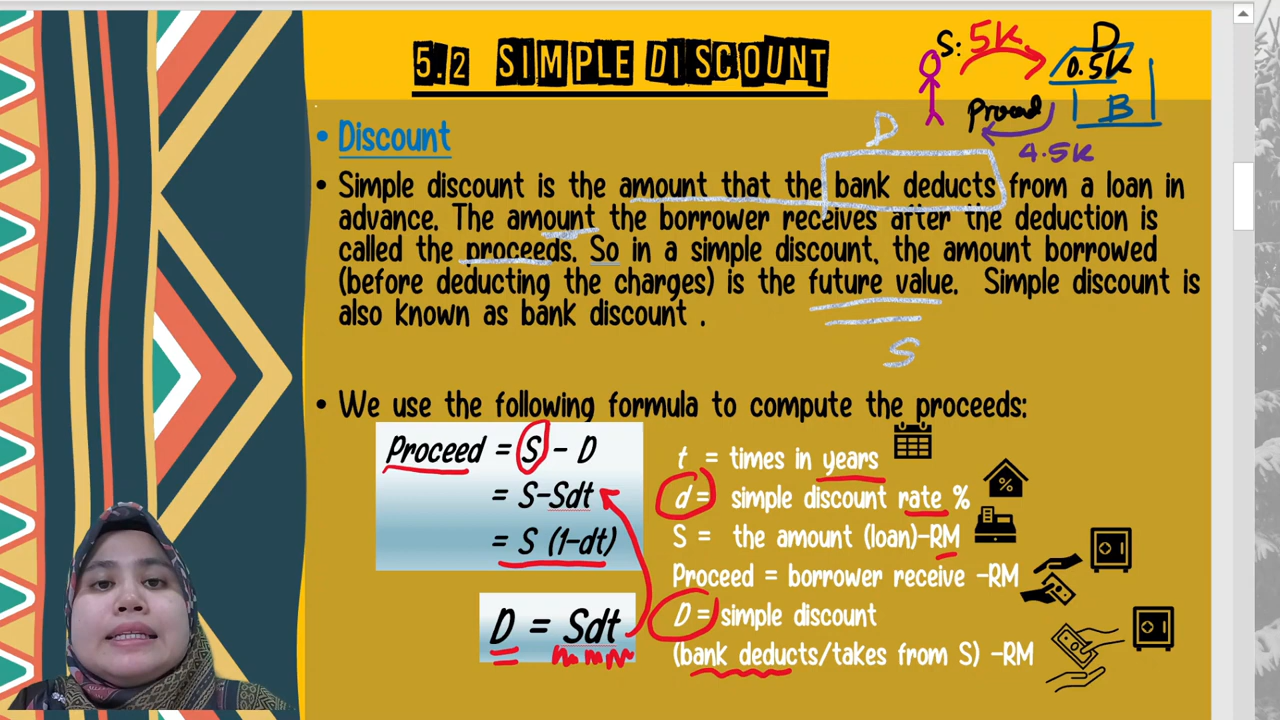 5.2 SIMPLE DISCOUNT
S: 5K
D
0.5K
B
Proceed
4.5K
• Discount
D
• Simple discount is the amount that the bank deducts from a loan in
advance. The amount the borrower receives after the deduction is
called the proceeds. So in a simple discount, the amount borrowed
(before deducting the charges) is the future value. Simple discount is
also known as bank discount .
S
• We use the following formula to compute the proceeds:
Proceed = S - D
= S-Sdt
= S (1-dt)
D = Sdt
t = times in years
d = simple discount rate %
S = the amount (loan)-RM
Proceed = borrower receive -RM
D = simple discount
(bank deducts/takes from S) -RM
%